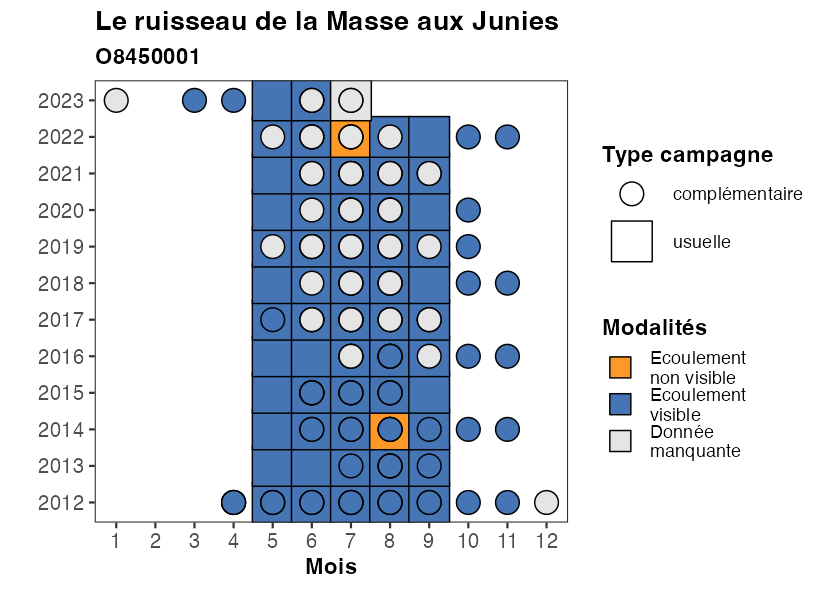 Le ruisseau de la Masse aux Junies
O8450001
2023
2022
2021
2020
2019
2018
2017
2016
2015
2014
2013
2012
1 2 3 4 5 6 7 8 9 10 11 12
Mois
Type campagne
complémentaire
usuelle
Modalités
Ecoulement
non visible
Ecoulement
visible
Donnée
manquante